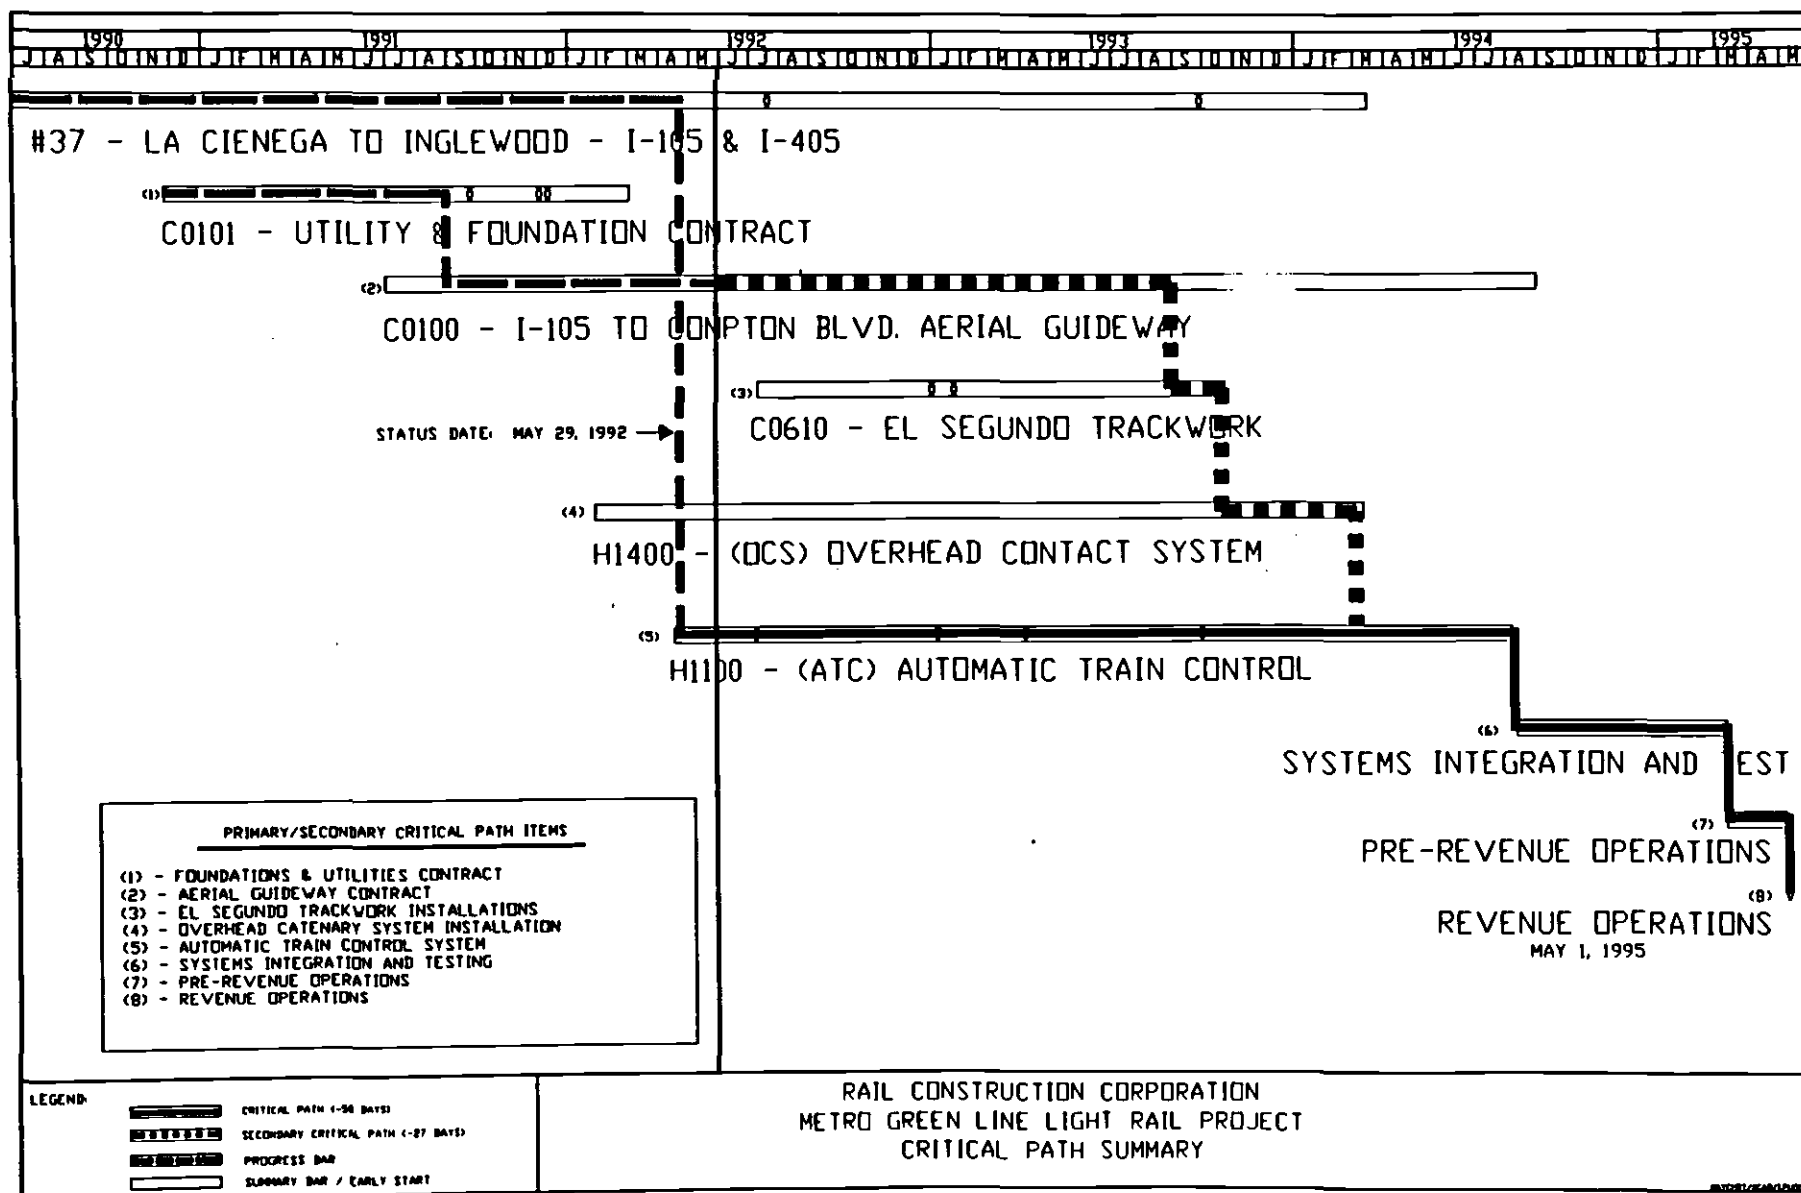 1990 1991 1992 1993 1994 1995
J A S O N D J F M A M J J A S O N D J F M A M J J A S O N D J F M A M J J A S O N D J F M A M J J A S O N D J F M A M
#37 - LA CIENEGA TO INGLEWOOD - I-105 & I-405
(1)
C0101 - UTILITY & FOUNDATION CONTRACT
(2)
C0100 - I-105 TO CONPTON BLVD. AERIAL GUIDEWAY
(3)
C0610 - EL SEGUNDO TRACKWORK
STATUS DATE: MAY 29, 1992
(4)
H1400 - (OCS) OVERHEAD CONTACT SYSTEM
(5)
H1100 - (ATC) AUTOMATIC TRAIN CONTROL
(6)
SYSTEMS INTEGRATION AND TEST
(7)
PRE-REVENUE OPERATIONS
(8)
REVENUE OPERATIONS
MAY 1, 1995
PRIMARY/SECONDARY CRITICAL PATH ITEMS
(1) - FOUNDATIONS & UTILITIES CONTRACT
(2) - AERIAL GUIDEWAY CONTRACT
(3) - EL SEGUNDO TRACKWORK INSTALLATIONS
(4) - OVERHEAD CATENARY SYSTEM INSTALLATION
(5) - AUTOMATIC TRAIN CONTROL SYSTEM
(6) - SYSTEMS INTEGRATION AND TESTING
(7) - PRE-REVENUE OPERATIONS
(8) - REVENUE OPERATIONS
LEGEND:
CRITICAL PATH DAYS)
SECONDARY CRITICAL PATH (-27 DAYS)
PROGRESS BAR
SUMMARY BAR / EARLY START
RAIL CONSTRUCTION CORPORATION
METRO GREEN LINE LIGHT RAIL PROJECT
CRITICAL PATH SUMMARY